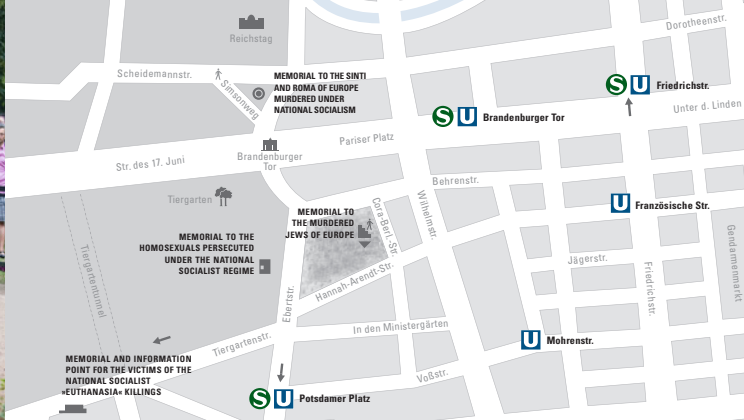 Dorotheenstr.
Reichstag
Scheidemannstr.
Simsonweg
MEMORIAL TO THE SINTI
AND ROMA OF EUROPE
MURDERED UNDER
NATIONAL SOCIALISM
S U Friedrichstr.
S U Brandenburger Tor
Unter d. Linden
Pariser Platz
Brandenburger
Tor
Str. des 17. Juni
Behrenstr.
Tiergarten
Cora-Berl.-Str.
Wilhelmstr.
U Französische Str.
MEMORIAL TO
THE MURDERED
JEWS OF EUROPE
MEMORIAL TO THE
HOMOSEXUALS PERSECUTED
UNDER THE NATIONAL
SOCIALIST REGIME
Gendarmenmarkt
Tiergartentunnel
Jägerstr.
Friedrichstr.
Hannah-Arendt-Str.
Ebertstr.
In den Ministergärten
Tiergartenstr.
U Mohrenstr.
MEMORIAL AND INFORMATION
POINT FOR THE VICTIMS OF THE
NATIONAL SOCIALIST
»EUTHANASIA« KILLINGS
Voßstr.
S U Potsdamer Platz